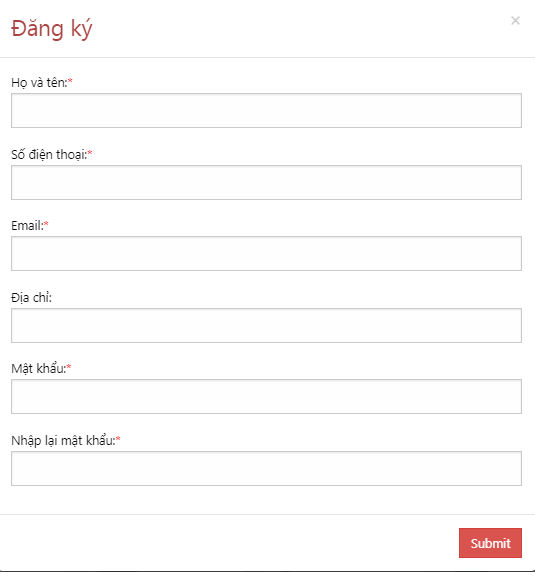 Đăng ký
×
Họ và tên:*
Số điện thoại:*
Email:*
Địa chỉ:
Mật khẩu:*
Nhập lại mật khẩu:*
Submit